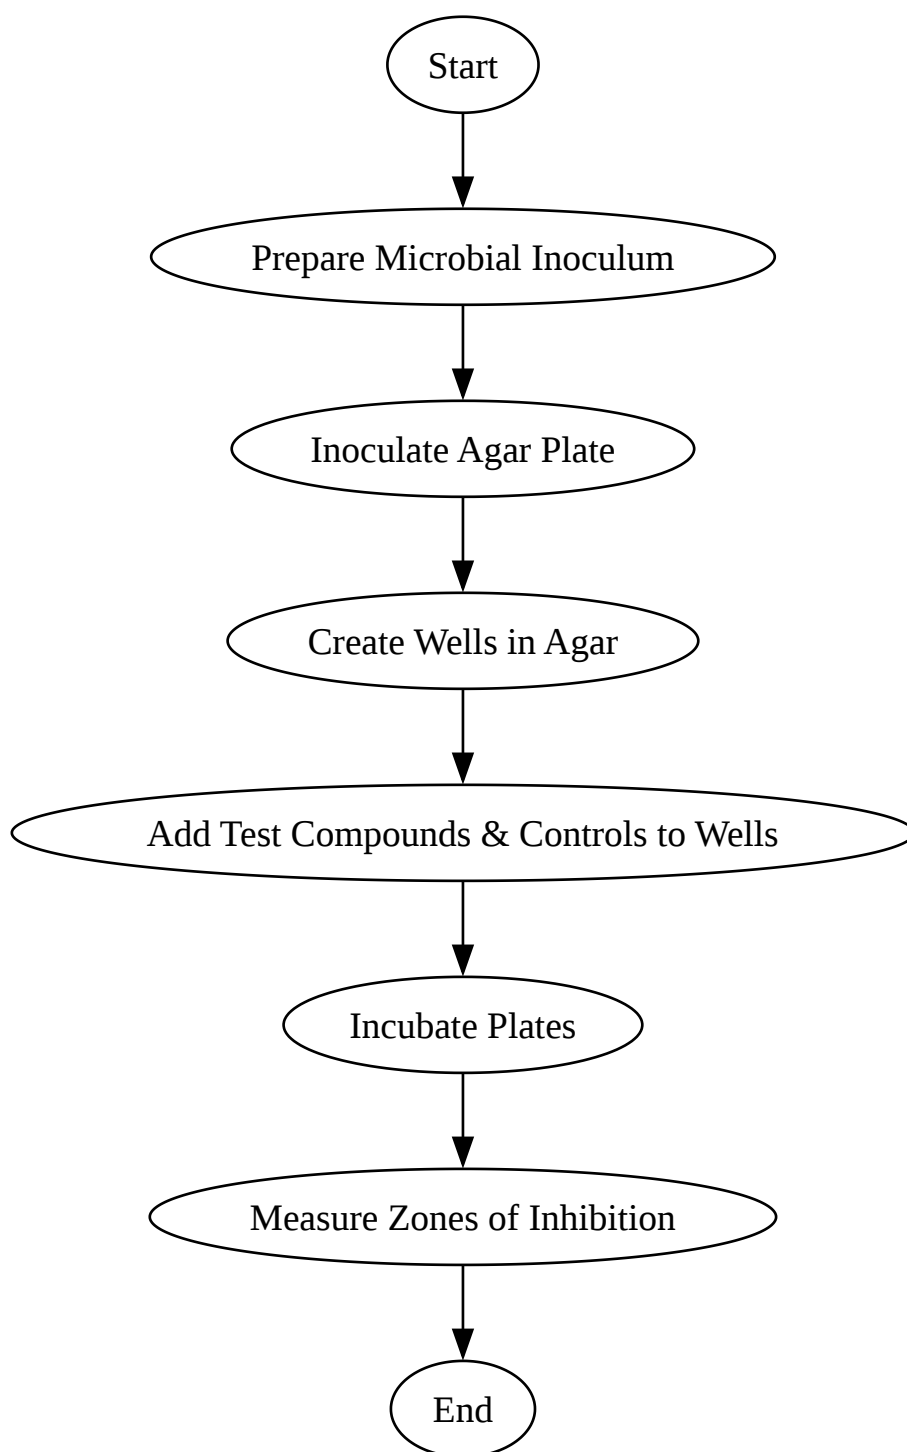 Start
Prepare Microbial Inoculum
Inoculate Agar Plate
Create Wells in Agar
Add Test Compounds & Controls to Wells
Incubate Plates
Measure Zones of Inhibition
End